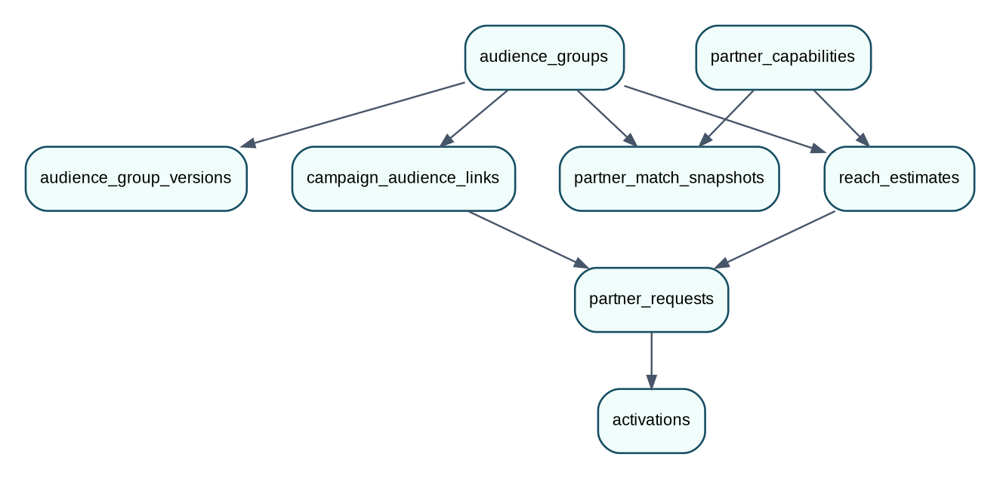 audience_groups
partner_capabilities
audience_group_versions
campaign_audience_links
partner_match_snapshots
reach_estimates
partner_requests
activations